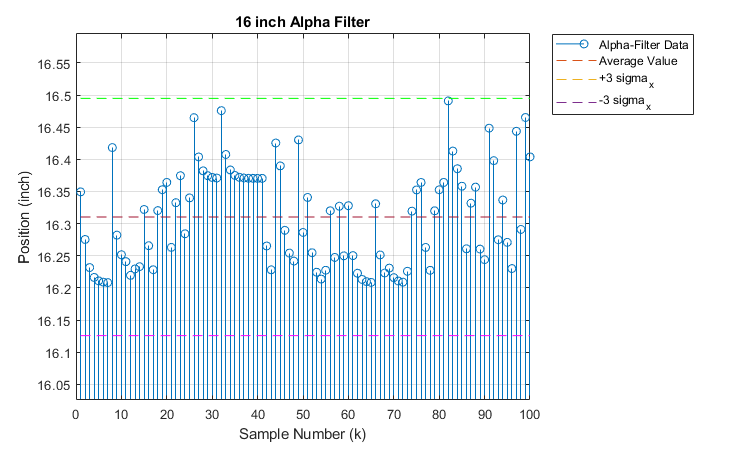 16 inch Alpha Filter
Alpha-Filter Data
Average Value
+3 sigma x
-3 sigma x
Position (inch)
16.55
16.5
16.45
16.4
16.35
16.3
16.25
16.2
16.15
16.1
16.05
0 10 20 30 40 50 60 70 80 90 100
Sample Number (k)